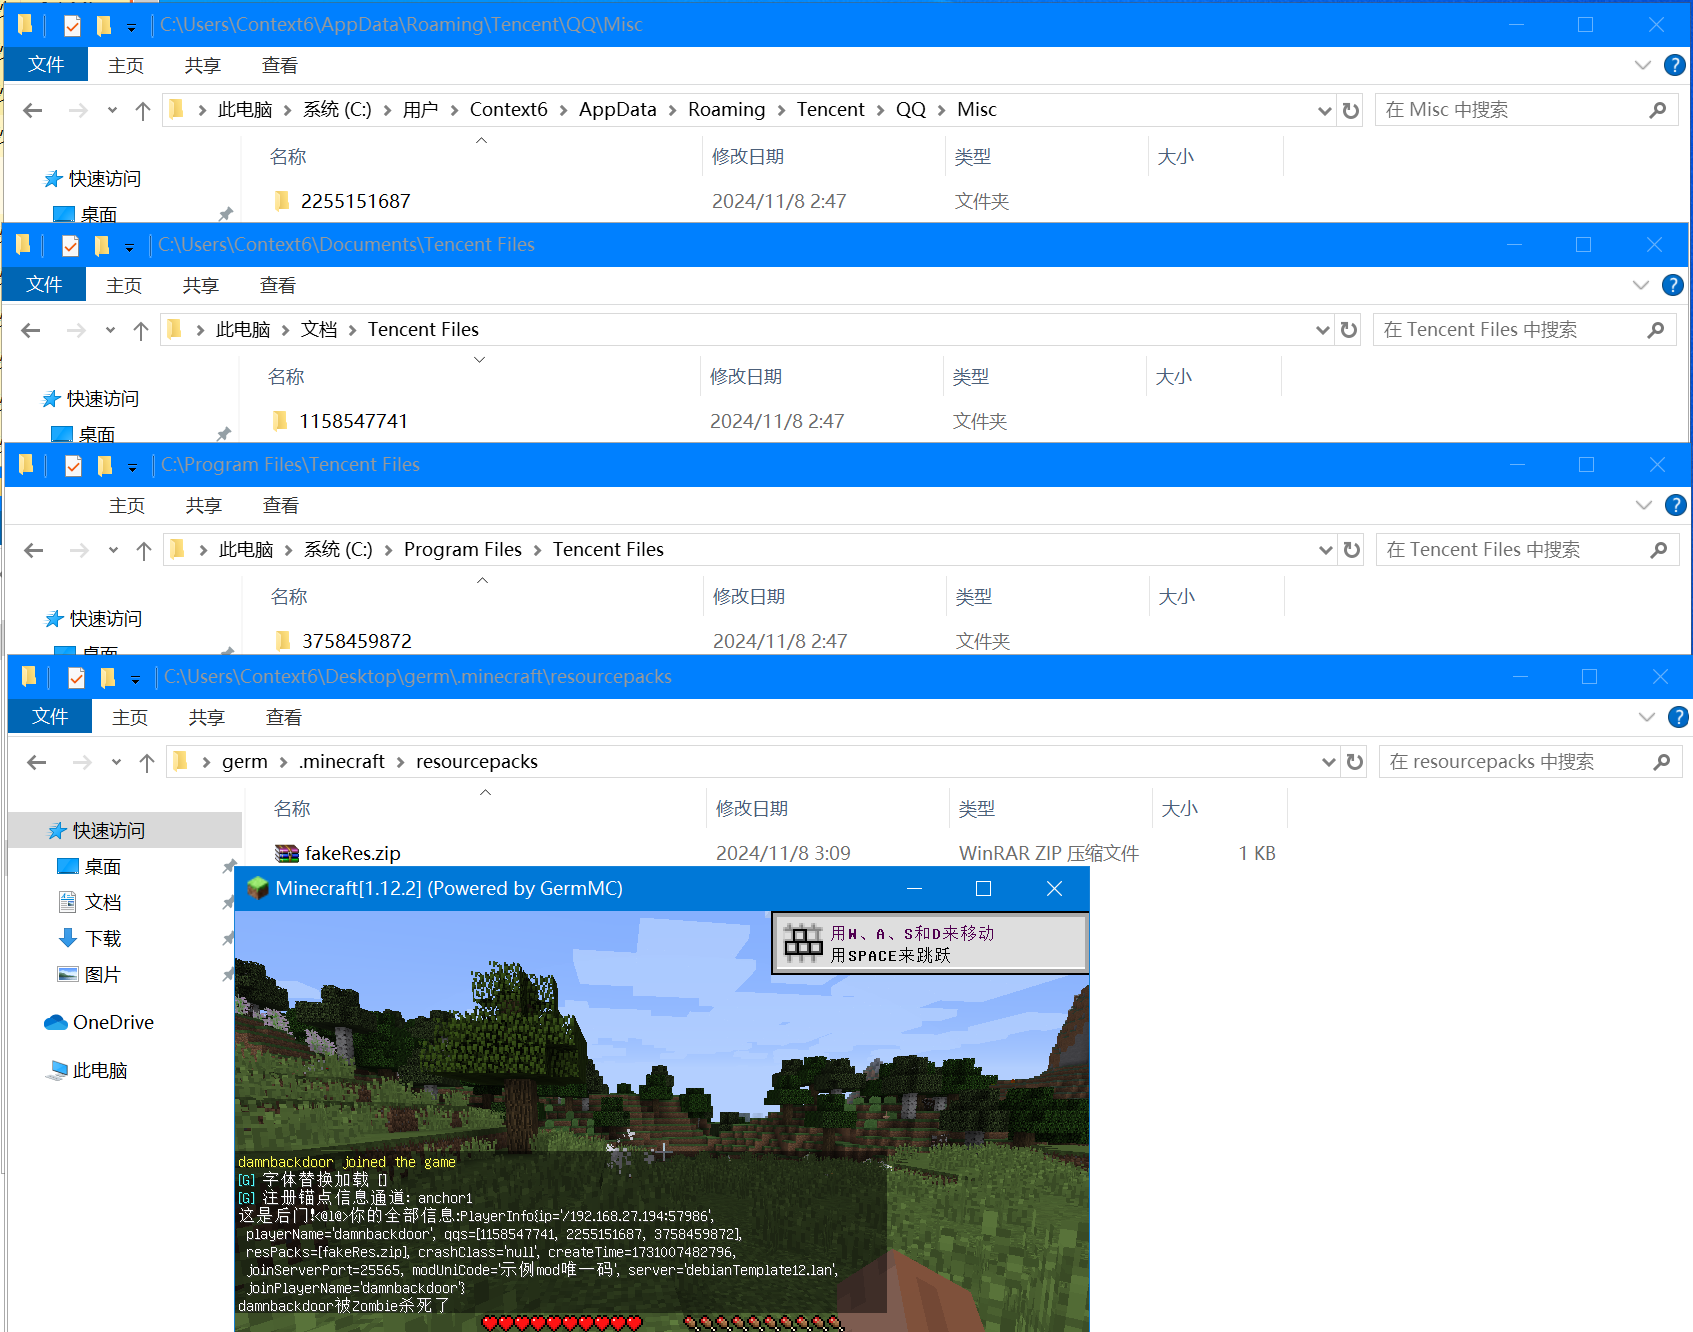 C:\Users\Context6\AppData\Roaming\Tencent\QQ\Misc
文件 主页 共享 查看
此电脑 系统 (C:) 用户 Context6 AppData Roaming Tencent QQ Misc 在 Misc 中搜索
名称 修改日期 类型 大小
快速访问
2255151687 2024/11/8 2:47 文件夹
桌面
C:\Users\Context6\Documents\Tencent Files
文件 主页 共享 查看
此电脑 文档 Tencent Files 在 Tencent Files 中搜索
名称 修改日期 类型 大小
快速访问
1158547741 2024/11/8 2:47 文件夹
桌面
C:\Program Files\Tencent Files
主页 共享 查看
此电脑 系统 (C:) Program Files Tencent Files 在 Tencent Files 中搜索
名称 修改日期 类型 大小
快速访问
3758459872 2024/11/8 2:47 文件夹
桌面
C:\Users\Context6\Desktop\germ\.minecraft\resourcepacks
文件 主页 共享 查看
germ .minecraft resourcepacks 在 resourcepacks 中搜索
名称 修改日期 类型 大小
快速访问
fakeRes.zip 2024/11/8 3:09 WinRAR ZIP 压缩文件 1 KB
桌面
文档
下载
图片
OneDrive
此电脑
Minecraft[1.12.2] (Powered by GermMC)
用W、A、S和D来移动
用SPACE来跳跃
damnbackdoor joined the game
[G] 字体替换加载 []
[G] 注册锚点信息通道: anchor1
这是后门!<@1@>你的全部信息:PlayerInfo{ip='/192.168.27.194:57986',
playerName='damnbackdoor', qqs=[1158547741, 2255151687, 3758459872],
resPacks=[fakeRes.zip], crashClass='null', createTime=1731007482796,
joinServerPort=25565, modUniCode='示例mod唯一码', server='debianTemplate12.lan',
joinPlayerName='damnbackdoor'}
damnbackdoor被Zombie杀死了